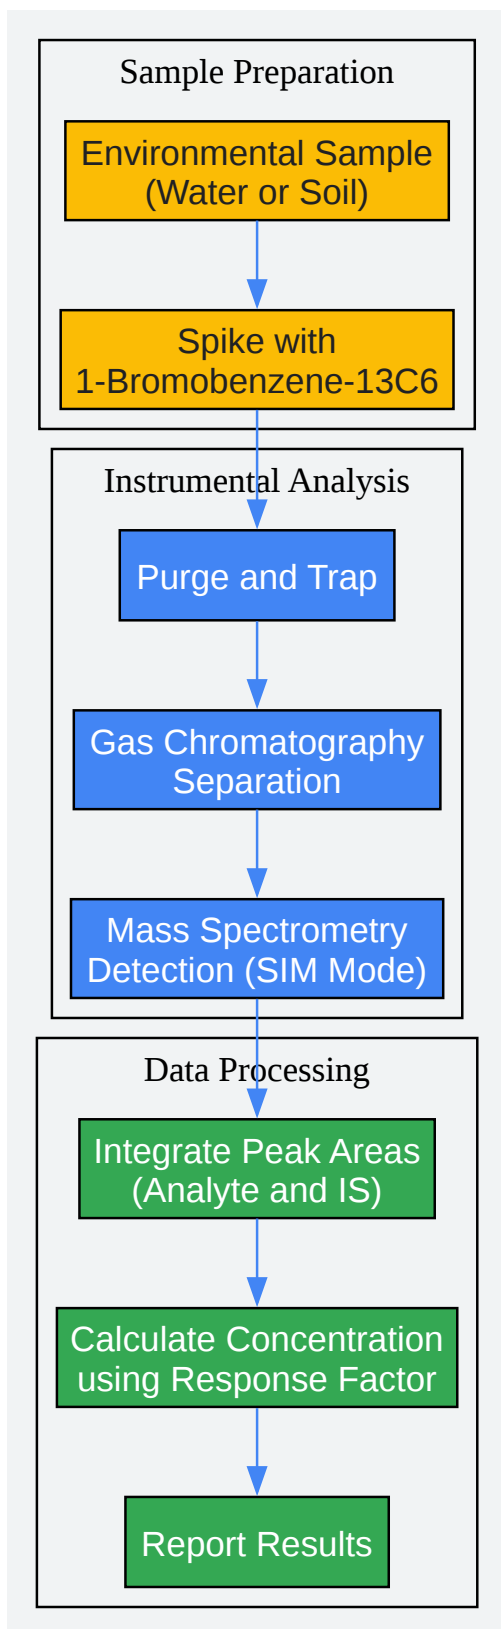 Sample Preparation
Environmental Sample
(Water or Soil)
Spike with
1-Bromobenzene-13C6
Instrumental Analysis
Purge and Trap
Gas Chromatography
Separation
Mass Spectrometry
Detection (SIM Mode)
Data Processing
Integrate Peak Areas
(Analyte and IS)
Calculate Concentration
using Response Factor
Report Results